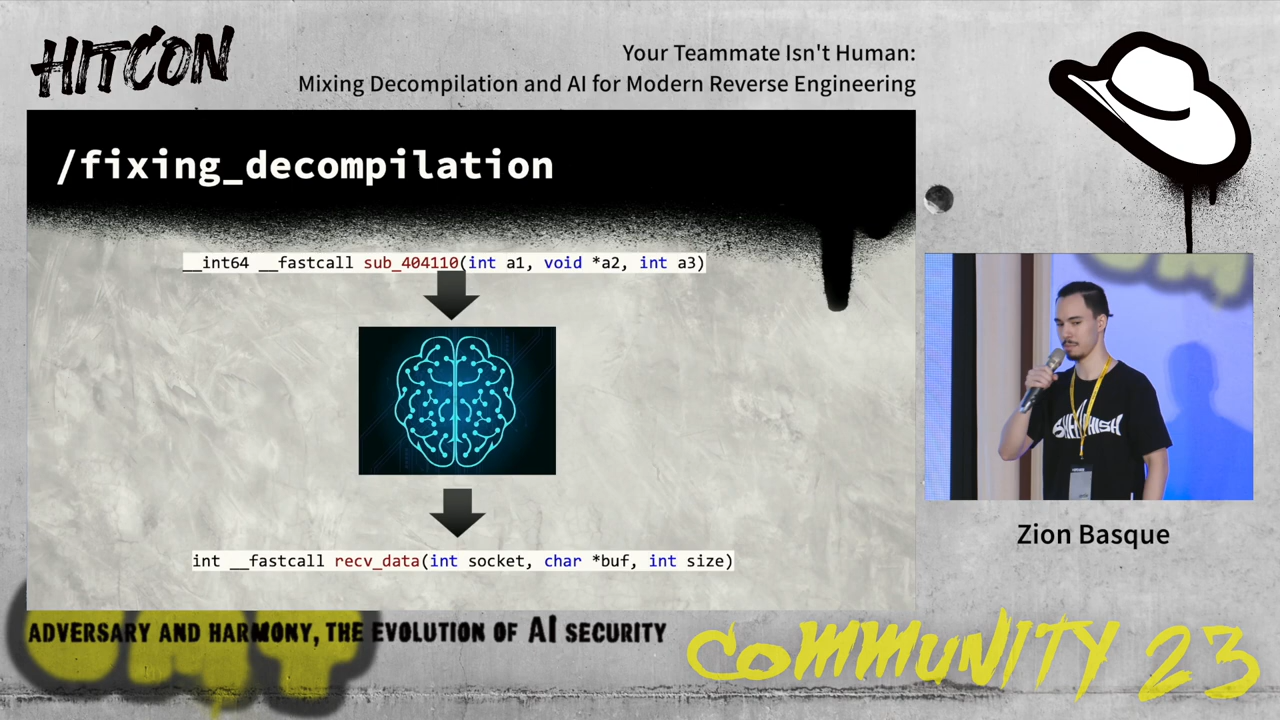 HITCON
Your Teammate Isn't Human:
Mixing Decompilation and AI for Modern Reverse Engineering
/fixing_decompilation
__int64 __fastcall sub_404110(int a1, void *a2, int a3)
int __fastcall recv_data(int socket, char *buf, int size)
SHELLPHISH
Zion Basque
ADVERSARY AND HARMONY, THE EVOLUTION OF AI SECURITY
COMMUNITY 23